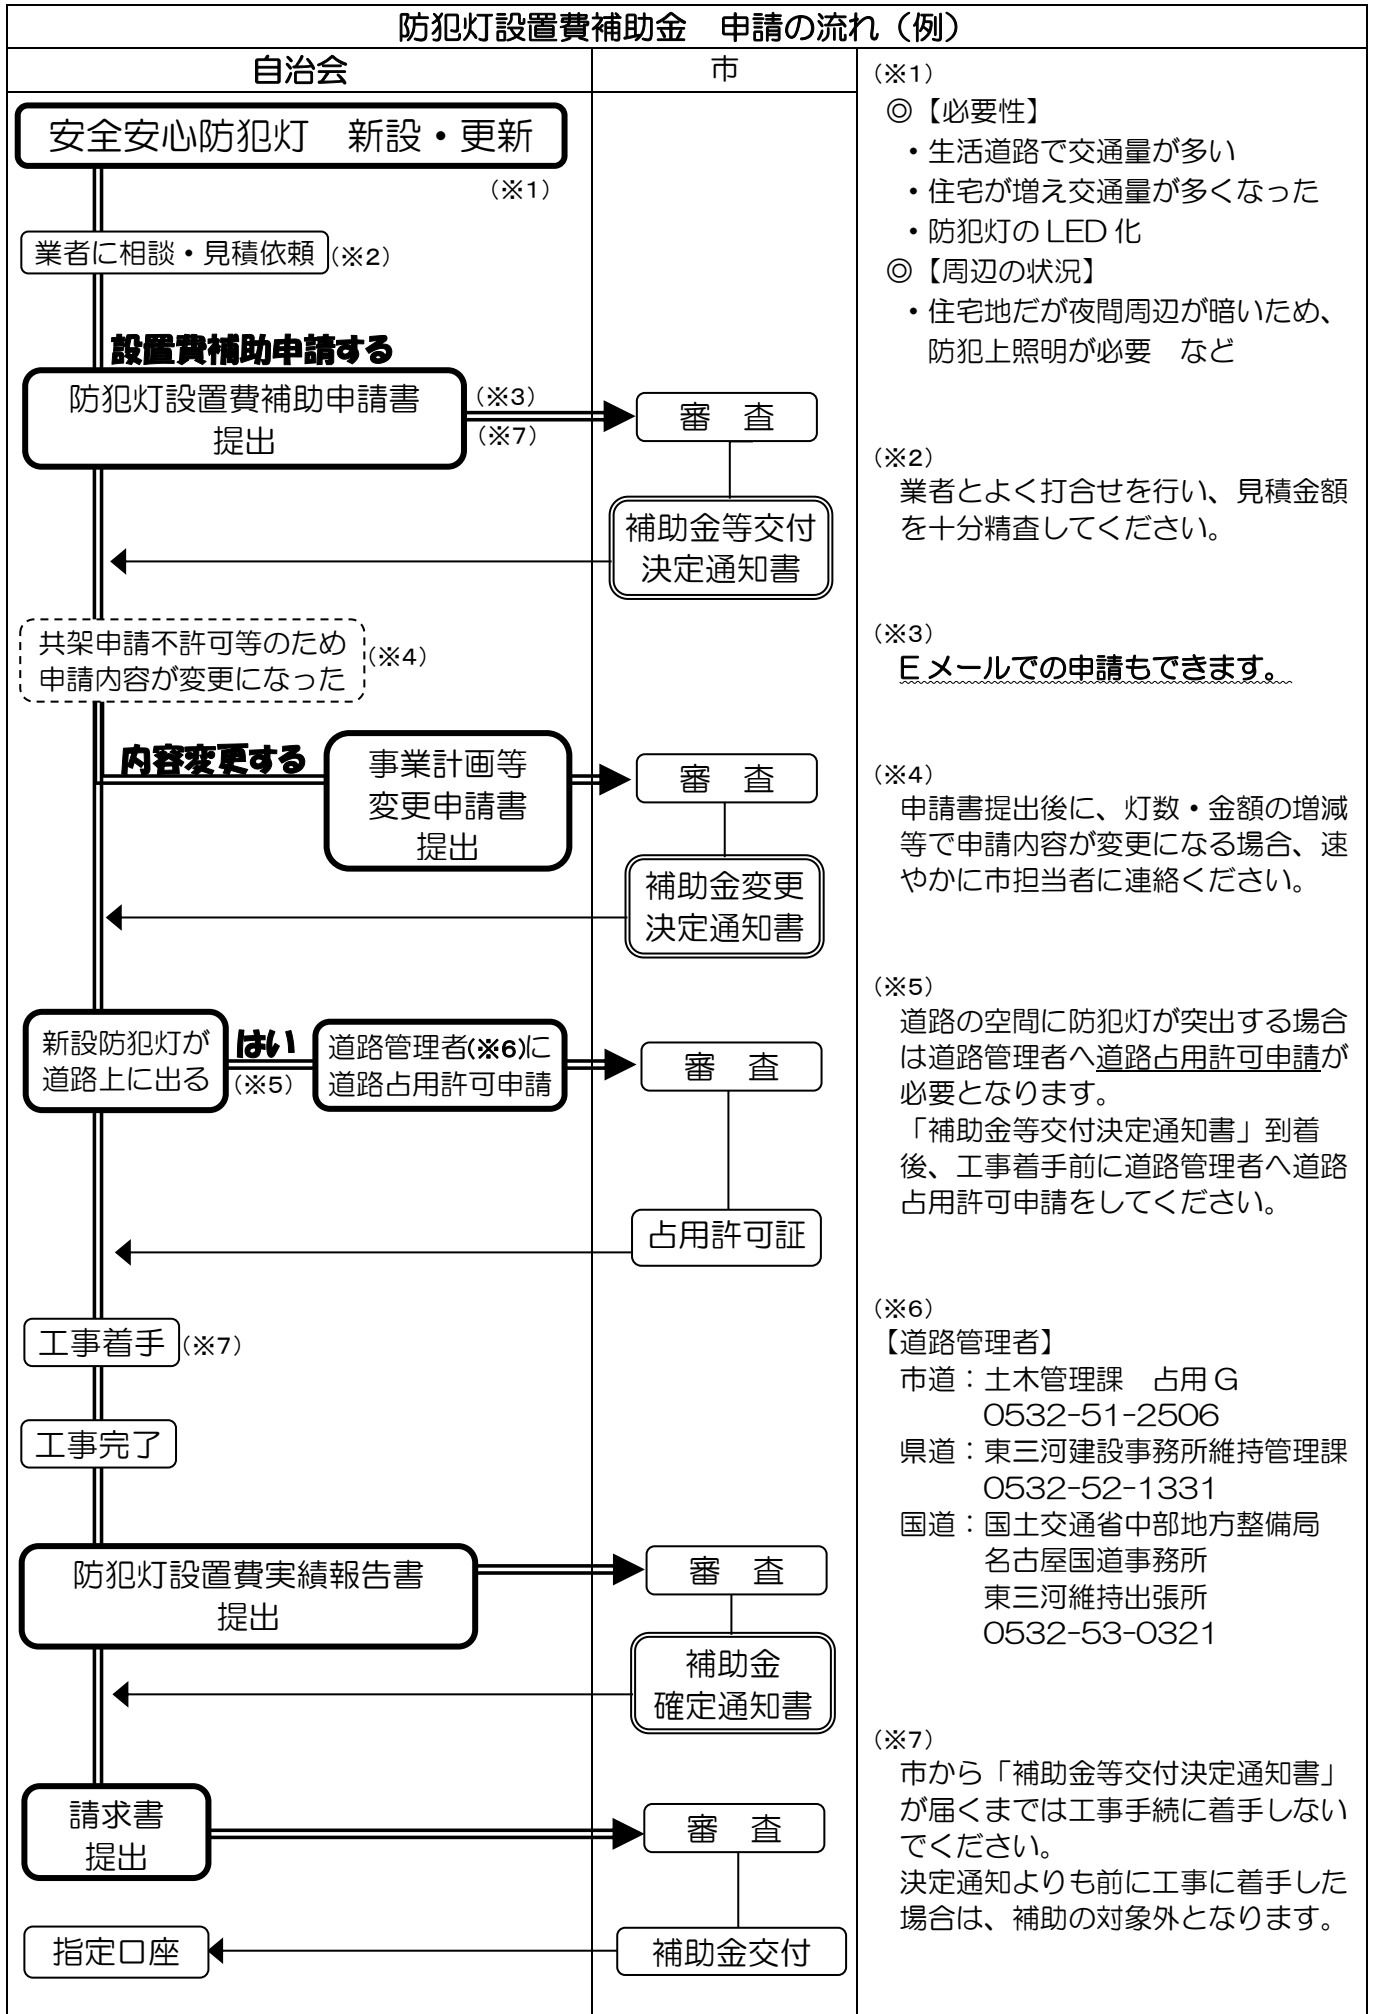 防犯灯設置費補助金　申請の流れ（例）
自治会
市
安全安心防犯灯　新設・更新
（※1）
業者に相談・見積依頼
（※2）
設置費補助申請する
防犯灯設置費補助申請書
提出
（※3）
（※7）
審　査
補助金等交付
決定通知書
共架申請不許可等のため
申請内容が変更になった
（※4）
内容変更する
事業計画等
変更申請書
提出
審　査
補助金変更
決定通知書
新設防犯灯が
道路上に出る
はい
（※5）
道路管理者(※6)に
道路占用許可申請
審　査
占用許可証
工事着手
（※7）
工事完了
防犯灯設置費実績報告書
提出
審　査
補助金
確定通知書
請求書
提出
審　査
補助金交付
指定口座
（※1）
◎【必要性】
・生活道路で交通量が多い
・住宅が増え交通量が多くなった
・防犯灯の LED 化
◎【周辺の状況】
・住宅地だが夜間周辺が暗いため、
防犯上照明が必要　など
（※2）
業者とよく打合せを行い、見積金額
を十分精査してください。
（※3）
E メールでの申請もできます。
（※4）
申請書提出後に、灯数・金額の増減
等で申請内容が変更になる場合、速
やかに市担当者に連絡ください。
（※5）
道路の空間に防犯灯が突出する場合
は道路管理者へ道路占用許可申請が
必要となります。
「補助金等交付決定通知書」到着
後、工事着手前に道路管理者へ道路
占用許可申請をしてください。
（※6）
【道路管理者】
市道：土木管理課　占用 G
0532-51-2506
県道：東三河建設事務所維持管理課
0532-52-1331
国道：国土交通省中部地方整備局
名古屋国道事務所
東三河維持出張所
0532-53-0321
（※7）
市から「補助金等交付決定通知書」
が届くまでは工事手続に着手しない
でください。
決定通知よりも前に工事に着手した
場合は、補助の対象外となります。